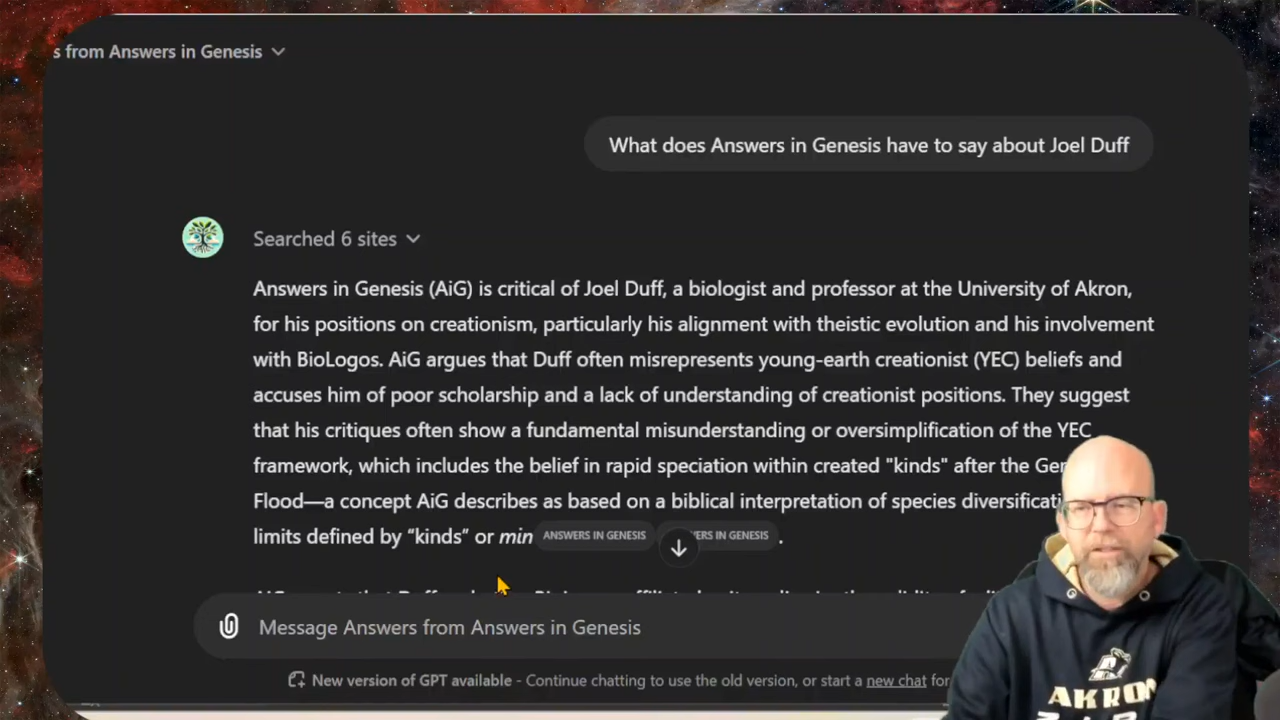 s from Answers in Genesis
What does Answers in Genesis have to say about Joel Duff
Searched 6 sites
Answers in Genesis (AiG) is critical of Joel Duff, a biologist and professor at the University of Akron,
for his positions on creationism, particularly his alignment with theistic evolution and his involvement
with BioLogos. AiG argues that Duff often misrepresents young-earth creationist (YEC) beliefs and
accuses him of poor scholarship and a lack of understanding of creationist positions. They suggest
that his critiques often show a fundamental misunderstanding or oversimplification of the YEC
framework, which includes the belief in rapid speciation within created "kinds" after the Gen
Flood—a concept AiG describes as based on a biblical interpretation of species diversificati
limits defined by “kinds” or min ANSWERS IN GENESIS ERS IN GENESIS .
Message Answers from Answers in Genesis
New version of GPT available - Continue chatting to use the old version, or start a new chat for
AKRON